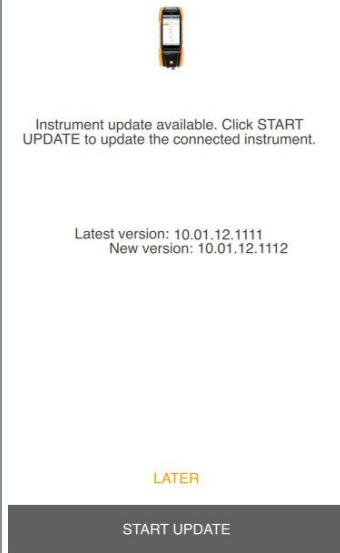 Instrument update available. Click START
UPDATE to update the connected instrument.
Latest version: 10.01.12.1111
New version: 10.01.12.1112
LATER
START UPDATE